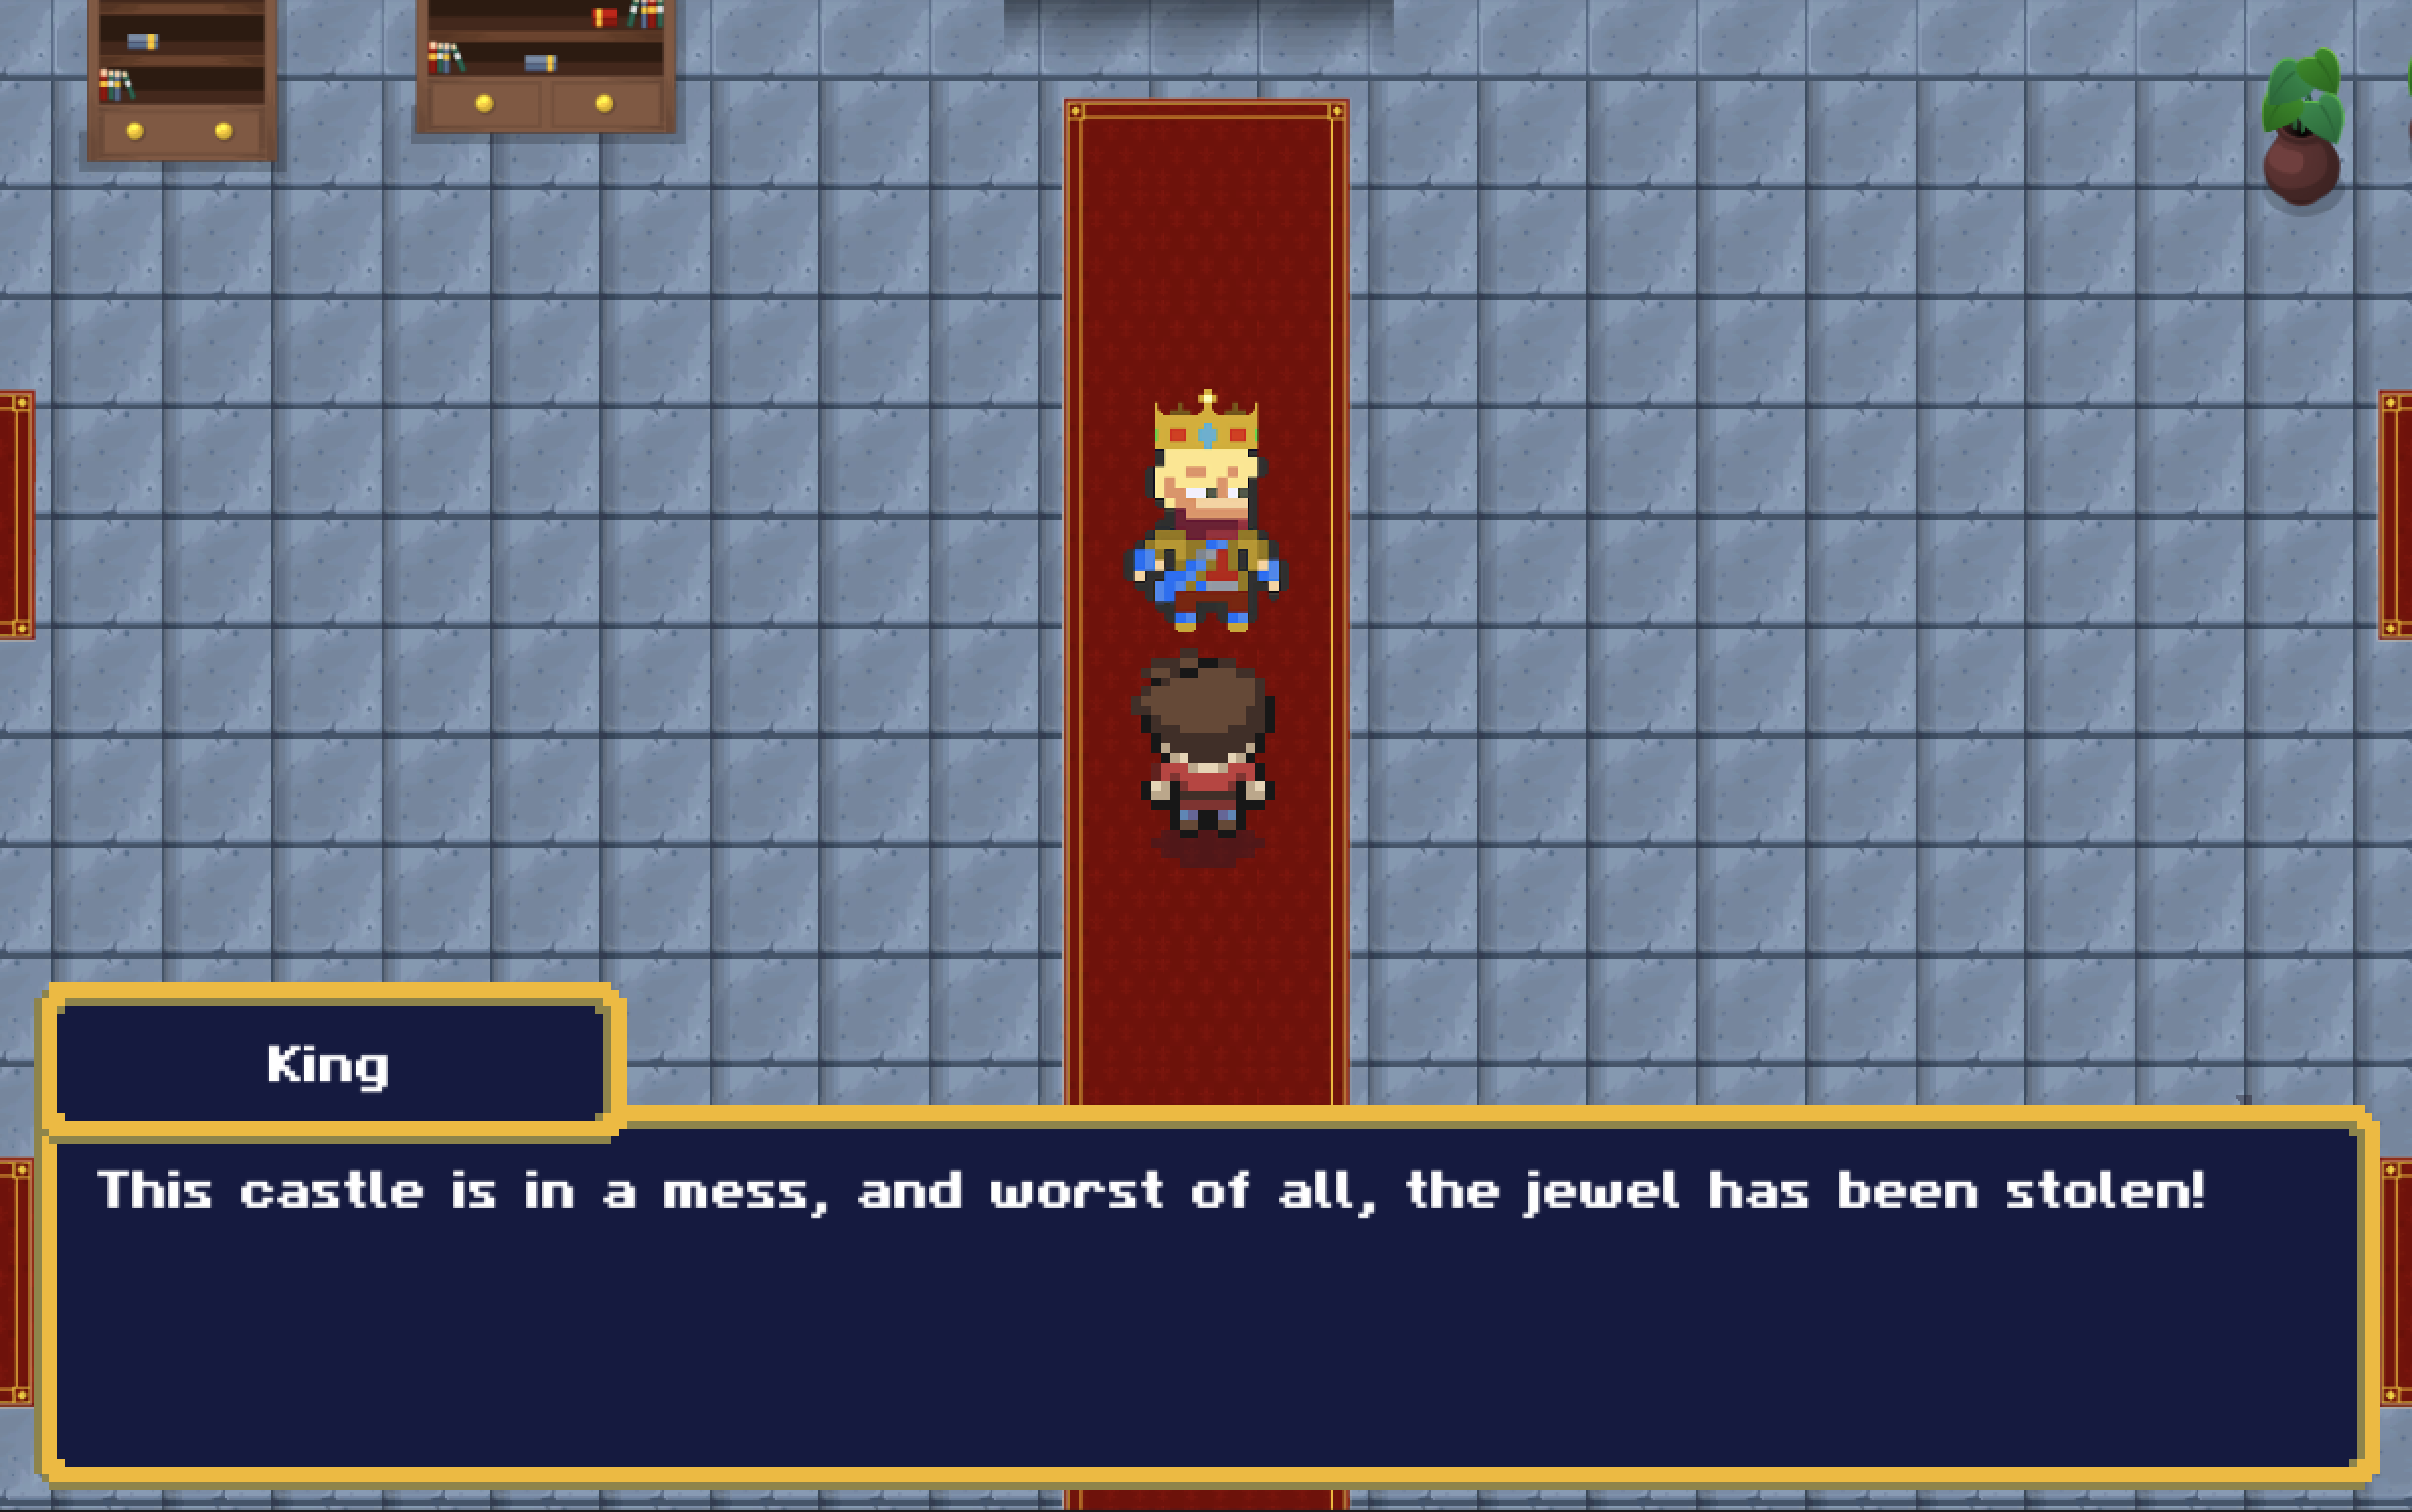 King
This castle is in a mess, and worst of all, the jewel has been stolen!